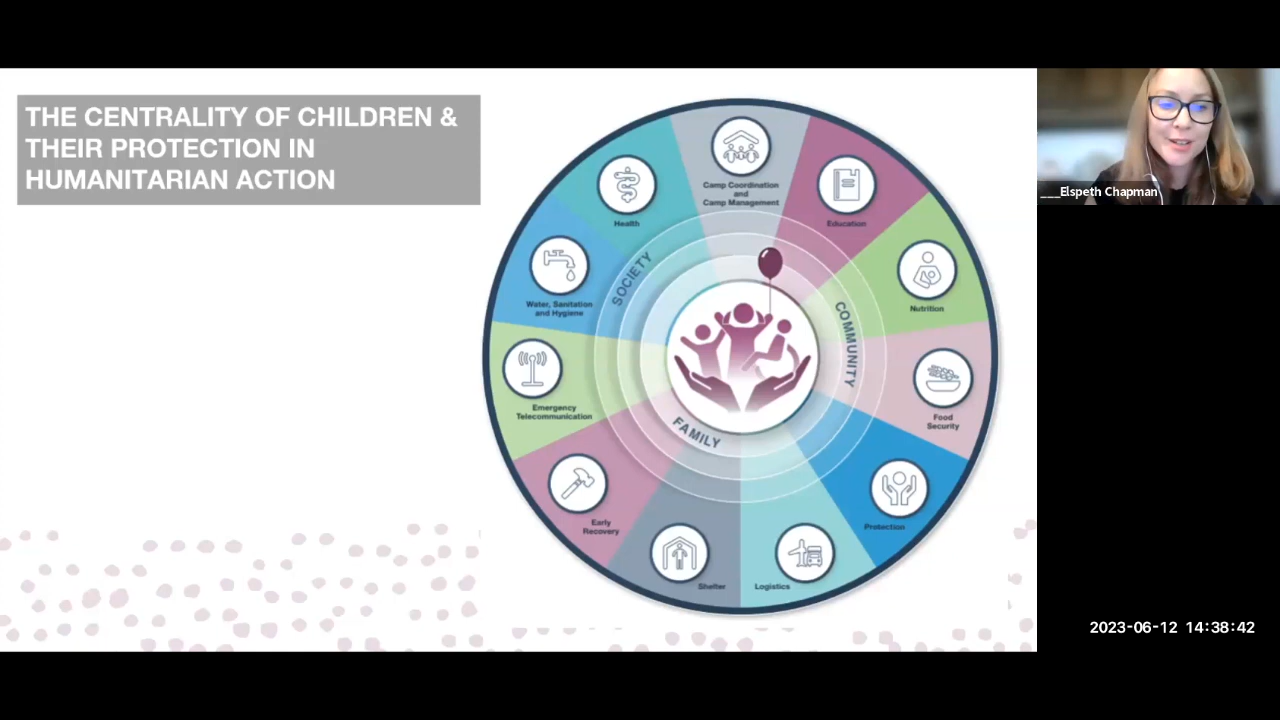 THE CENTRALITY OF CHILDREN &
THEIR PROTECTION IN
HUMANITARIAN ACTION
Camp Coordination
and
Camp Management
Education
Nutrition
Food
Security
Protection
Logistics
Shelter
Early
Recovery
Emergency
Telecommunication
Water, Sanitation
and Hygiene
Health
SOCIETY
COMMUNITY
FAMILY
___Elspeth Chapman
2023-06-12 14:38:42